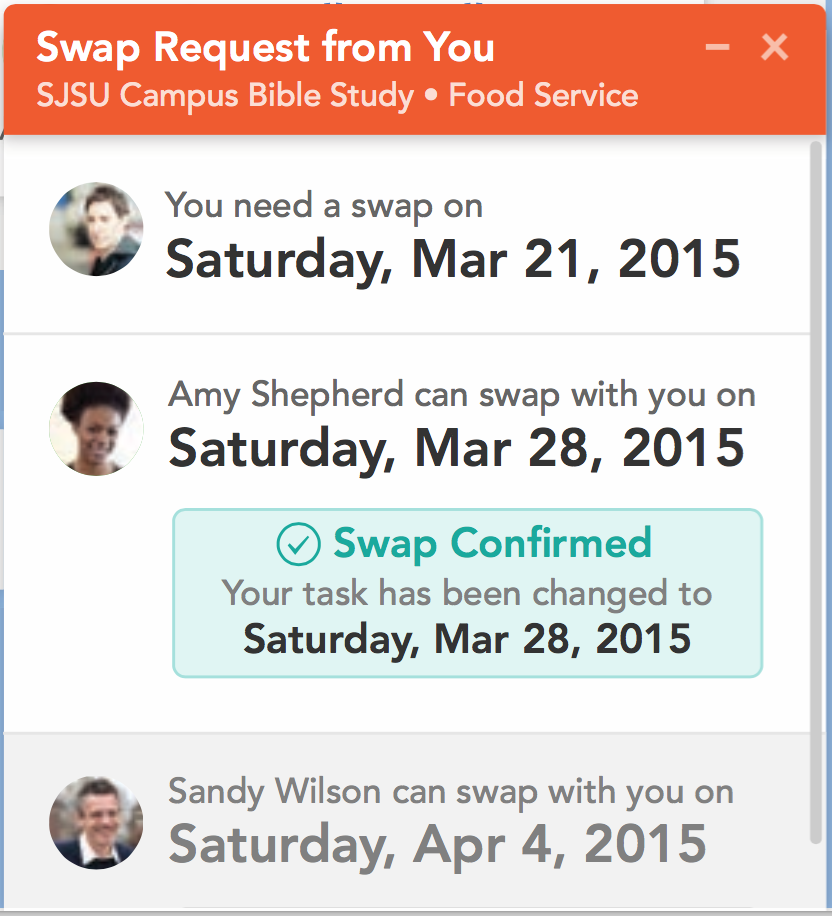 Swap Request from You
SJSU Campus Bible Study • Food Service
You need a swap on
Saturday, Mar 21, 2015
Amy Shepherd can swap with you on
Saturday, Mar 28, 2015
Swap Confirmed
Your task has been changed to
Saturday, Mar 28, 2015
Sandy Wilson can swap with you on
Saturday, Apr 4, 2015